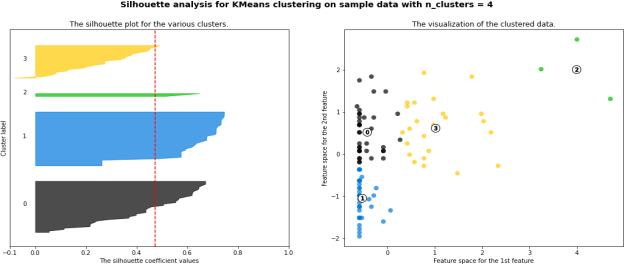 Silhouette analysis for KMeans clustering on sample data with n_clusters = 4
The silhouette plot for the various clusters.
Cluster label
3
2
1
0
−0.1 0.0 0.2 0.4 0.6 0.8 1.0
The silhouette coefficient values
The visualization of the clustered data.
Feature space for the 2nd feature
2
1
0
−1
−2
0 1 2 3 4
Feature space for the 1st feature
2
0
3
1